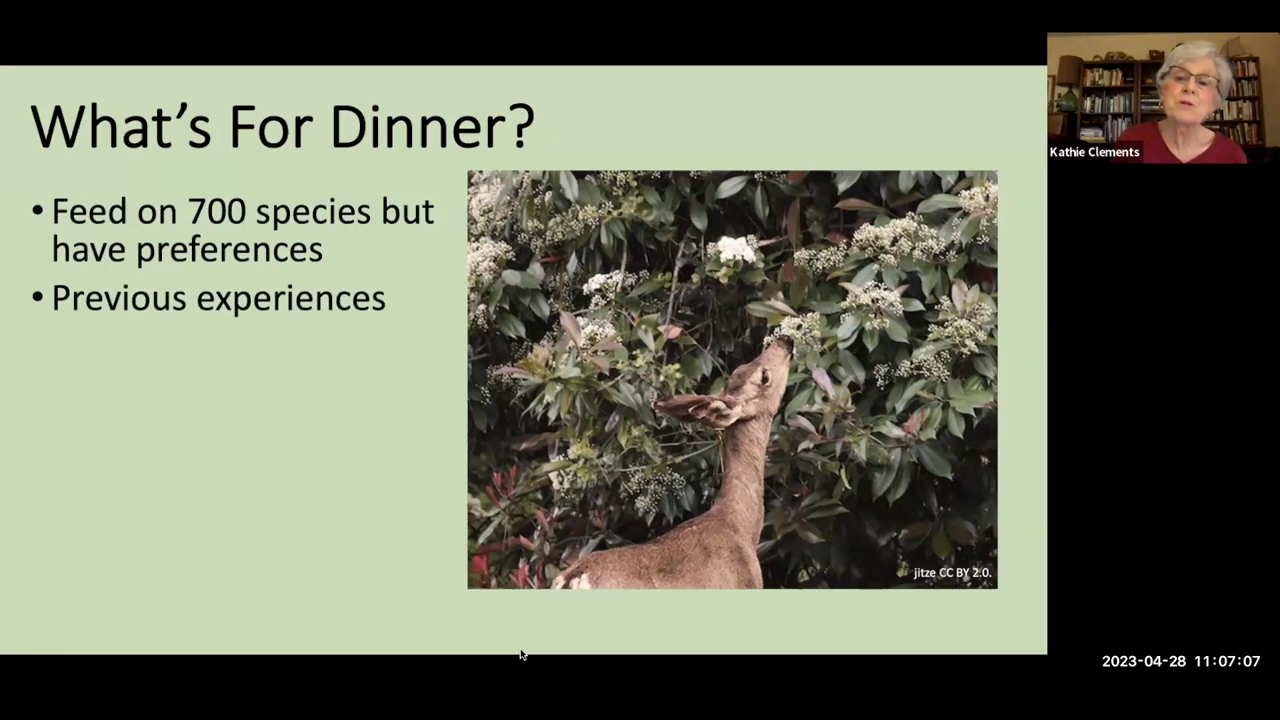 What's For Dinner?
• Feed on 700 species but
have preferences
• Previous experiences
jitze CC BY 2.0.
Kathie Clements
2023-04-28 11:07:07